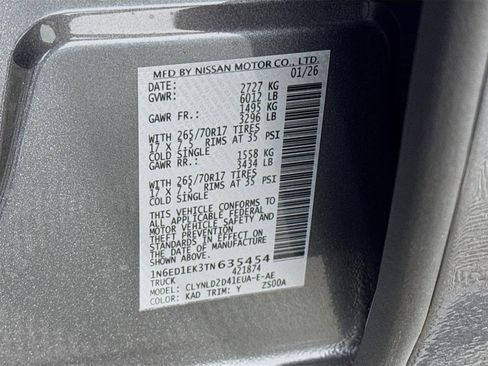 MFD BY NISSAN MOTOR CO., LTD.
01/26
DATE:
GVWR: 2727 KG
6012 LB
GAWR FR.: 1495 KG
3296 LB
WITH 265/70R17 TIRES
17 X 7.5 RIMS AT 35 PSI
COLD SINGLE
GAWR RR.: 1558 KG
3434 LB
WITH 265/70R17 TIRES
17 X 7.5 RIMS AT 35 PSI
COLD SINGLE
THIS VEHICLE CONFORMS TO
ALL APPLICABLE FEDERAL
MOTOR VEHICLE SAFETY AND
THEFT PREVENTION
STANDARDS IN EFFECT ON
THE DATE OF MANUFACTURE
SHOWN ABOVE.
1N6ED1EK3TN635454
TRUCK 421874
MODEL: CLYNLD2D41EUA-E-AE
COLOR: KAD TRIM: Y ZS00A